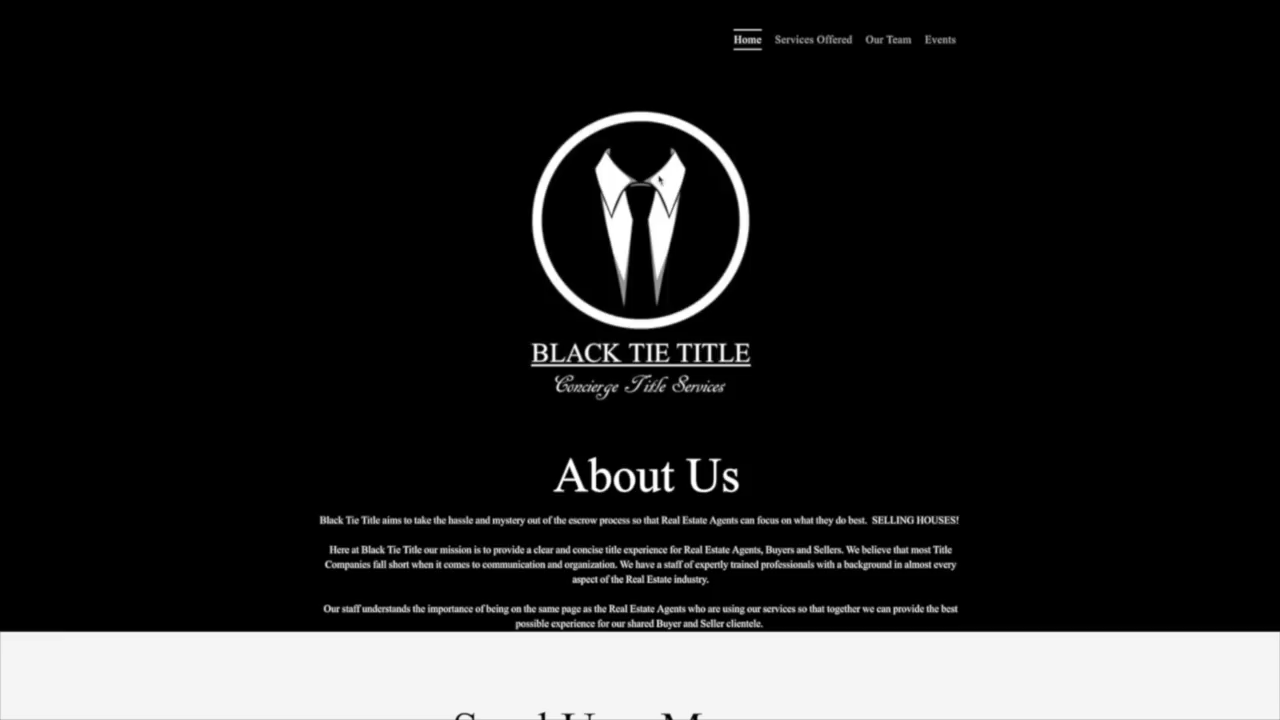 Home Services Offered Our Team Events
BLACK TIE TITLE
Concierge Title Services
About Us
Black Tie Title aims to take the hassle and mystery out of the escrow process so that Real Estate Agents can focus on what they do best. SELLING HOUSES!
Here at Black Tie Title our mission is to provide a clear and concise title experience for Real Estate Agents, Buyers and Sellers. We believe that most Title
Companies fall short when it comes to communication and organization. We have a staff of expertly trained professionals with a background in almost every
aspect of the Real Estate industry.
Our staff understands the importance of being on the same page as the Real Estate Agents who are using our services so that together we can provide the best
possible experience for our shared Buyer and Seller clientele.